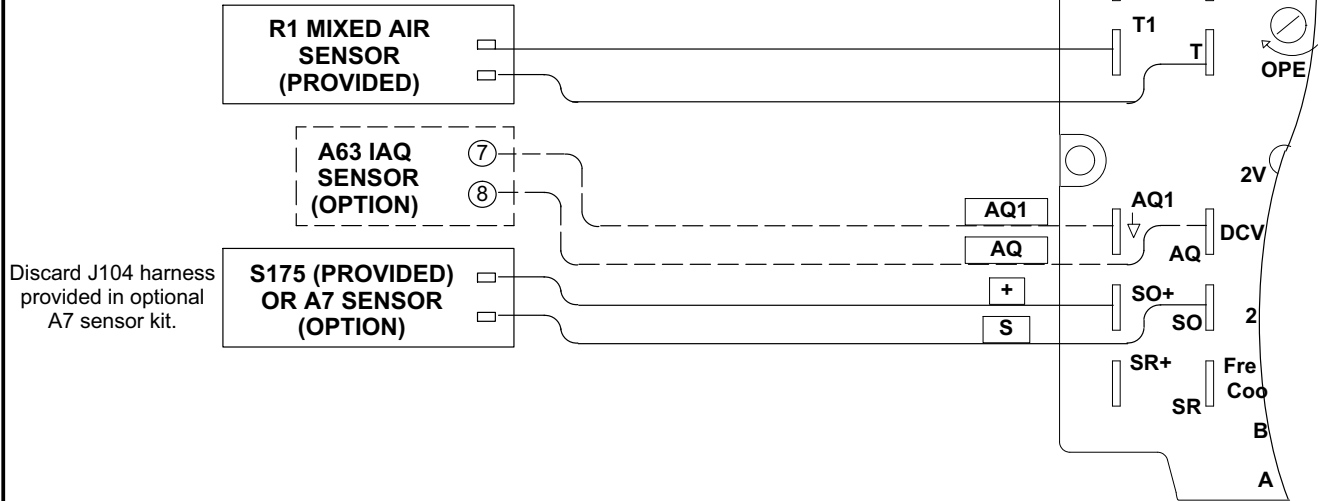 R1 MIXED AIR
SENSOR
(PROVIDED)
T1
T
OPE
A63 IAQ
SENSOR
(OPTION)
7
8
2V
AQ1
AQ1
AQ
AQ
DCV
Discard J104 harness
provided in optional
A7 sensor kit.
S175 (PROVIDED)
OR A7 SENSOR
(OPTION)
+
S
SO+
SO
2
SR+
SR
Fre
Coo
B
A